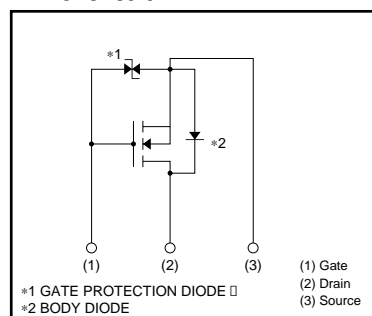 *1
*2
(1) (2) (3)
(1) Gate
(2) Drain
(3) Source
*1 GATE PROTECTION DIODE
*2 BODY DIODE